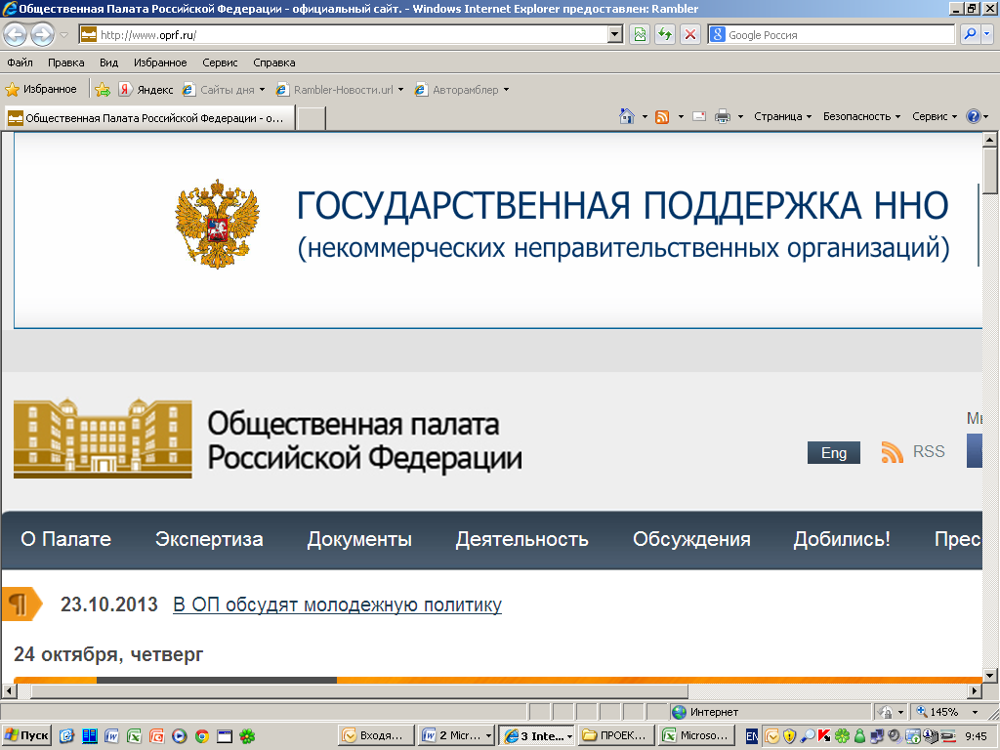 Общественная Палата Российской Федерации - официальный сайт. - Windows Internet Explorer предоставлен: Rambler
http://www.oprf.ru/
Google Россия
Файл Правка Вид Избранное Сервис Справка
Избранное Яндекс Сайты дня Rambler-Новости.url Авторамблер
Общественная Палата Российской Федерации - о...
Страница Безопасность Сервис
ГОСУДАРСТВЕННАЯ ПОДДЕРЖКА ННО
(некоммерческих неправительственных организаций)
Общественная палата
Российской Федерации
Eng RSS
О Палате Экспертиза Документы Деятельность Обсуждения Добились! Прес
23.10.2013 В ОП обсудят молодежную политику
24 октября, четверг
Интернет 145%
Пуск Входя... 2 Micr... 3 Inte... ПРОЕК... Microso... EN 9:45